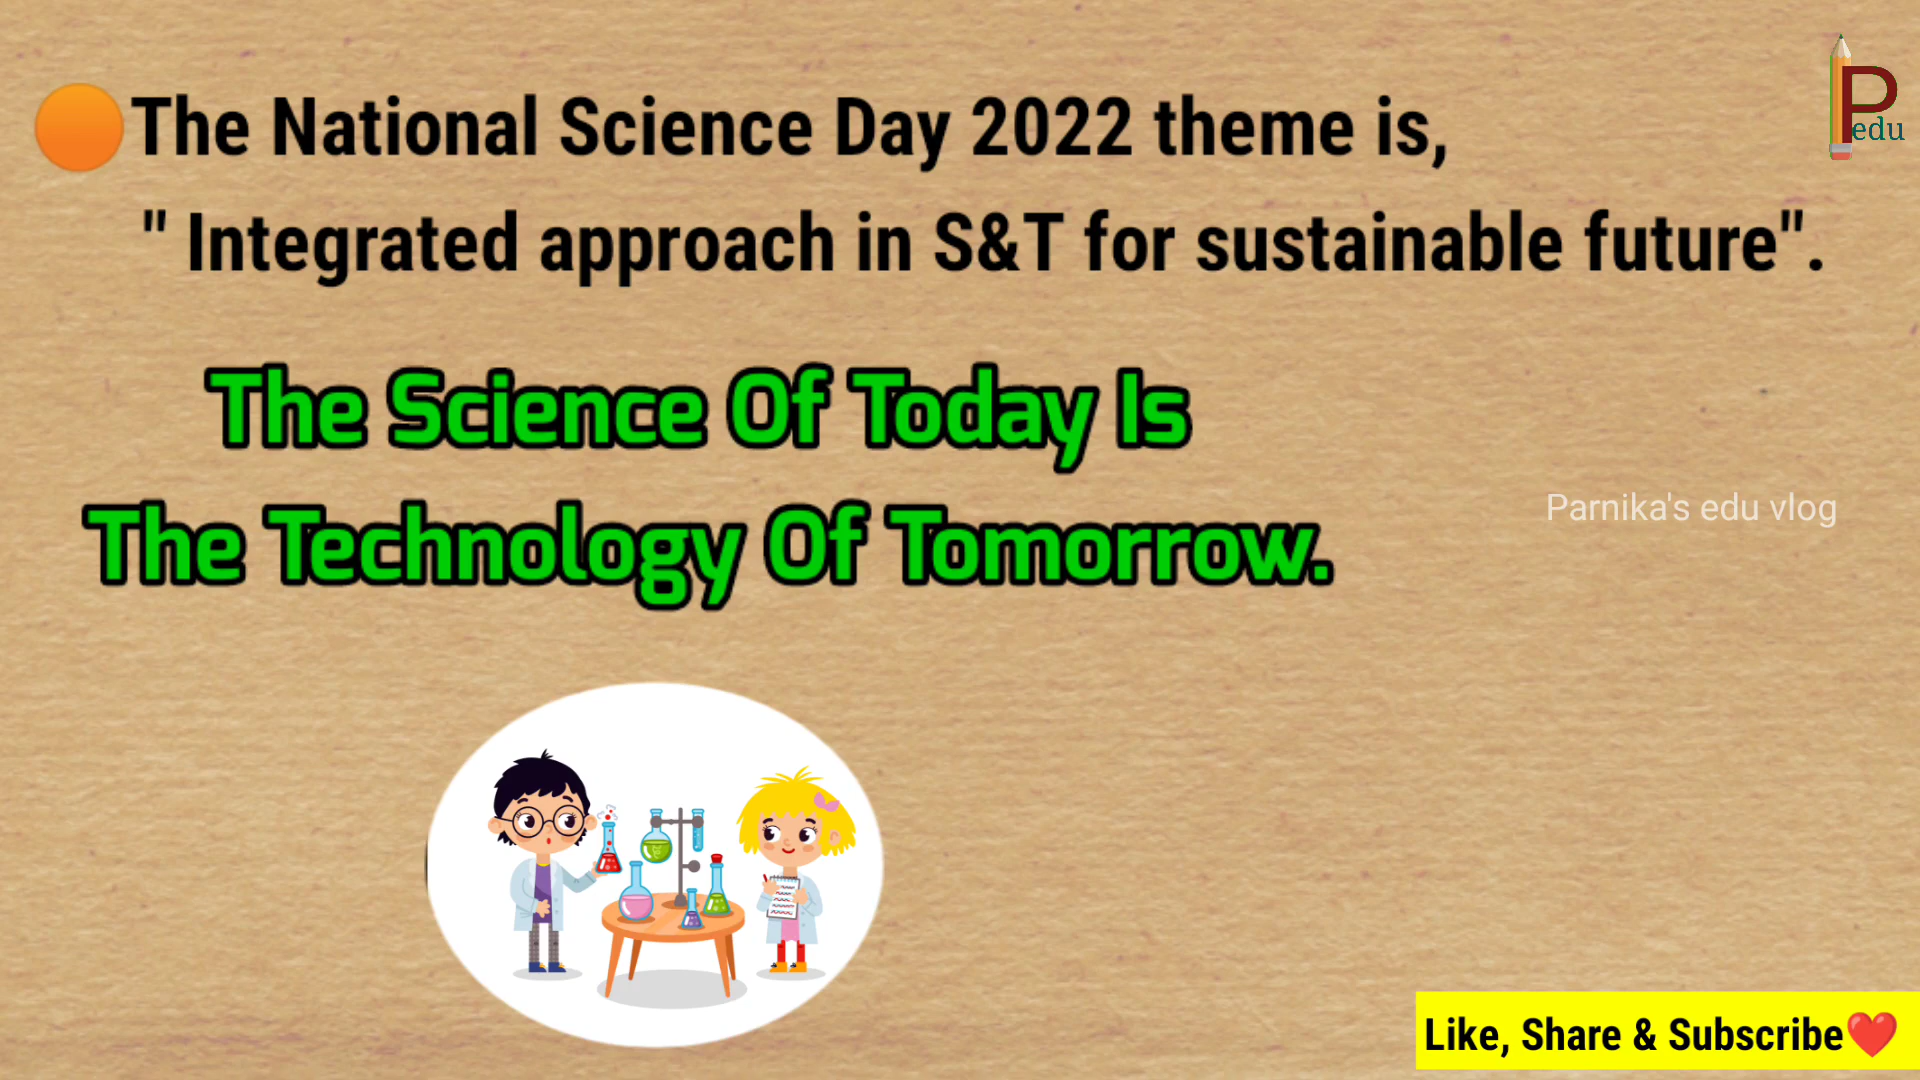 The National Science Day 2022 theme is,
" Integrated approach in S&T for sustainable future".
The Science Of Today Is
The Technology Of Tomorrow.
P
edu
Parnika's edu vlog
Like, Share & Subscribe❤️